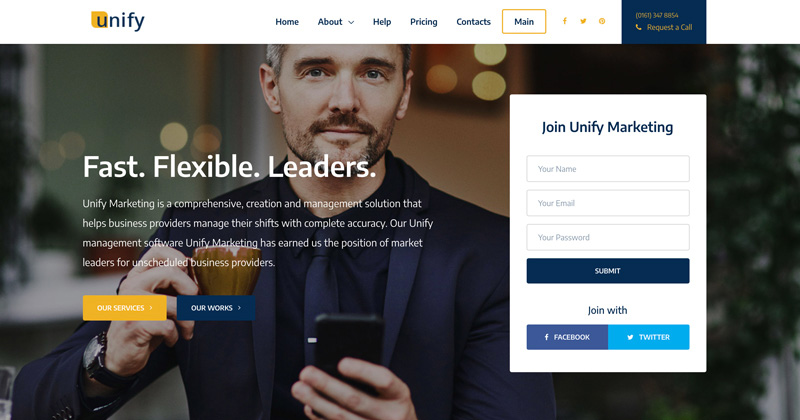 unify
Home About Help Pricing Contacts Main
(0161) 347 8854
Request a Call
Fast. Flexible. Leaders.
Unify Marketing is a comprehensive, creation and management solution that
helps business providers manage their shifts with complete accuracy. Our Unify
management software Unify Marketing has earned us the position of market
leaders for unscheduled business providers.
OUR SERVICES
OUR WORKS
Join Unify Marketing
Your Name
Your Email
Your Password
SUBMIT
Join with
FACEBOOK
TWITTER